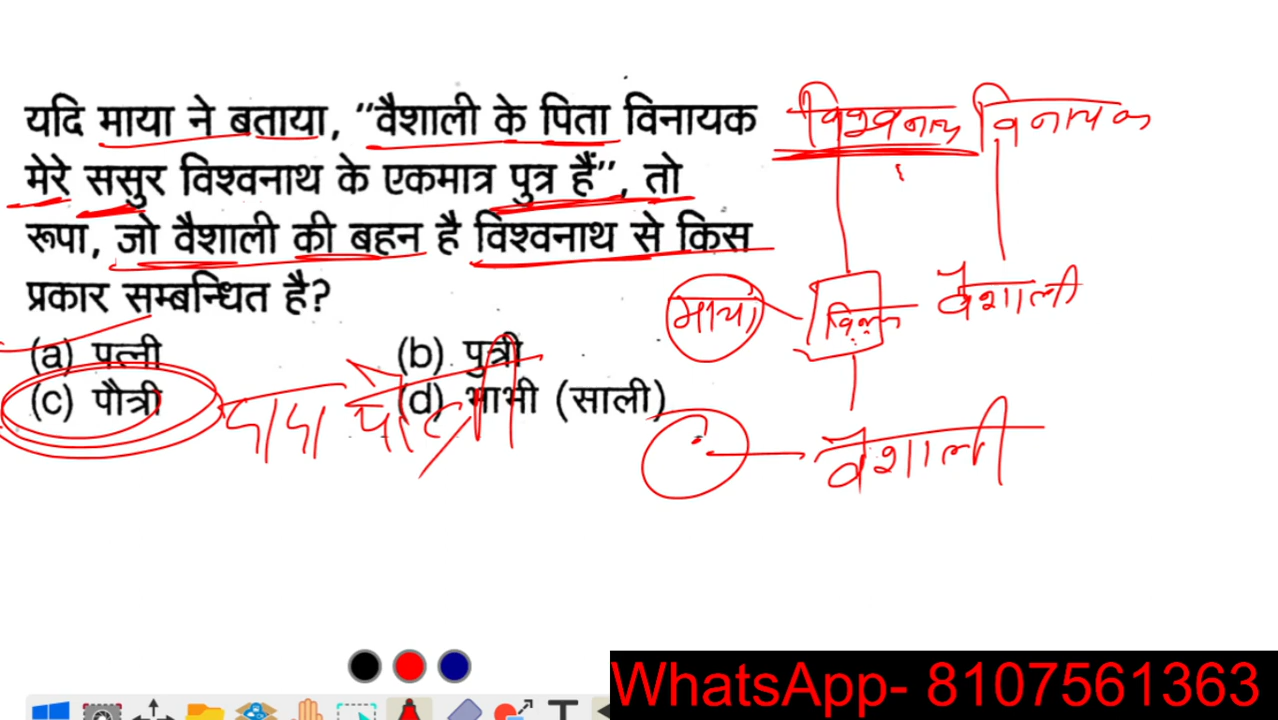 यदि माया ने बताया, ‘‘वैशाली के पिता विनायक
मेरे ससुर विश्वनाथ के एकमात्र पुत्र हैं’’, तो
रूपा, जो वैशाली की बहन है विश्वनाथ से किस
प्रकार सम्बन्धित है?
(a) पत्नी (b) पुत्री
(c) पौत्री (d) भाभी (साली)
दादा पौत्री
विश्वनाथ विनायक
माया वैशाली
वैशाली
WhatsApp- 8107561363